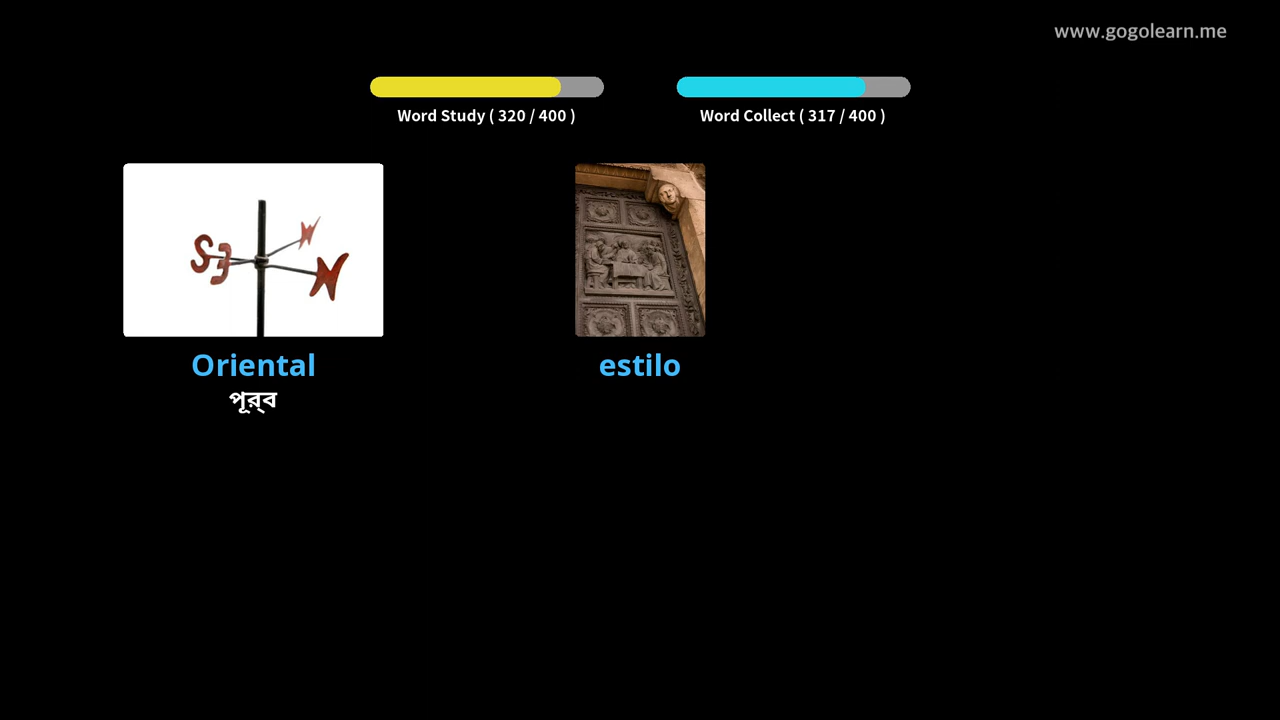 www.gogolearn.me
Word Study ( 320 / 400 )
Word Collect ( 317 / 400 )
S E N W
Oriental
estilo
পূর্ব